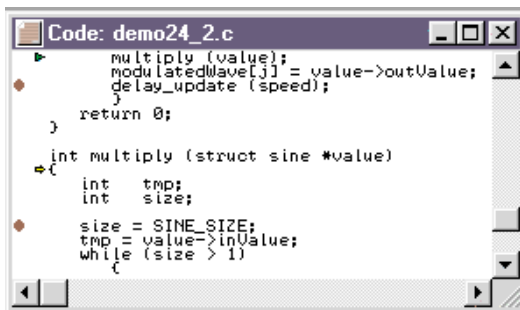 Code: demo24_2.c
multiply (value);
modulatedWave[j] = value->outValue;
delay_update (speed);
}
return 0;
}
int multiply (struct sine *value)
{
int tmp;
int size;
size = SINE_SIZE;
tmp = value->inValue;
while (size > 1)
{